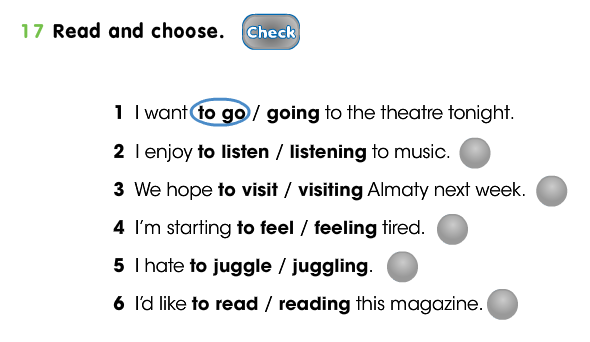 17 Read and choose. Check
1 I want to go / going to the theatre tonight.
2 I enjoy to listen / listening to music.
3 We hope to visit / visiting Almaty next week.
4 I'm starting to feel / feeling tired.
5 I hate to juggle / juggling.
6 I'd like to read / reading this magazine.